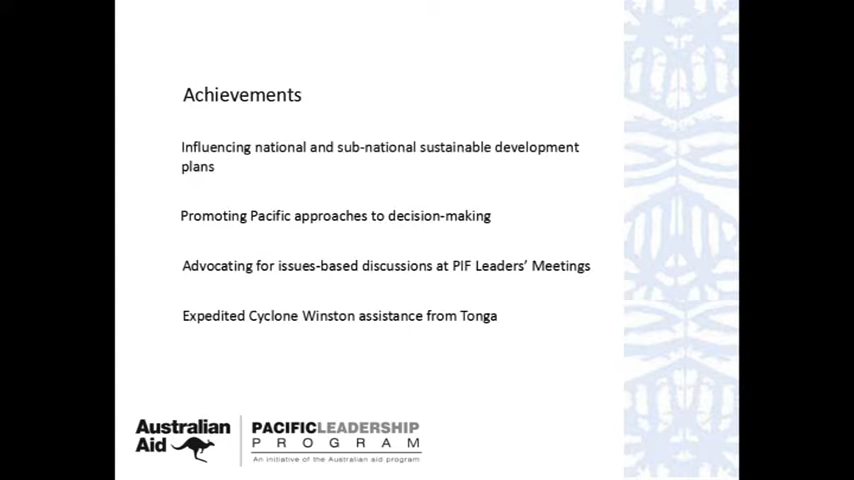 Achievements
Influencing national and sub-national sustainable development
plans
Promoting Pacific approaches to decision-making
Advocating for issues-based discussions at PIF Leaders’ Meetings
Expedited Cyclone Winston assistance from Tonga
Australian
Aid
PACIFICLEADERSHIP
PROGRAM
An initiative of the Australian aid program